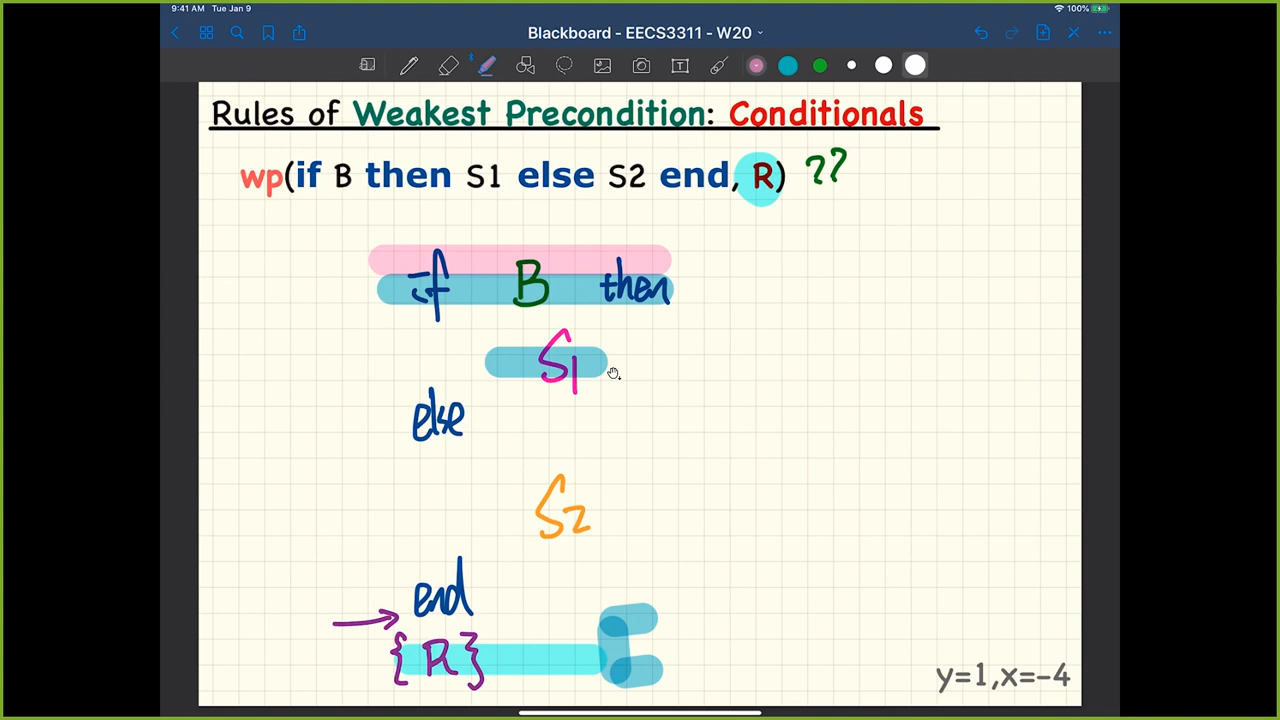 9:41 AM Tue Jan 9
100%
Blackboard - EECS3311 - W20
Rules of Weakest Precondition: Conditionals
wp(if B then S1 else S2 end, R) ??
if B then
S1
else
S2
end
{R}
y=1,x=-4